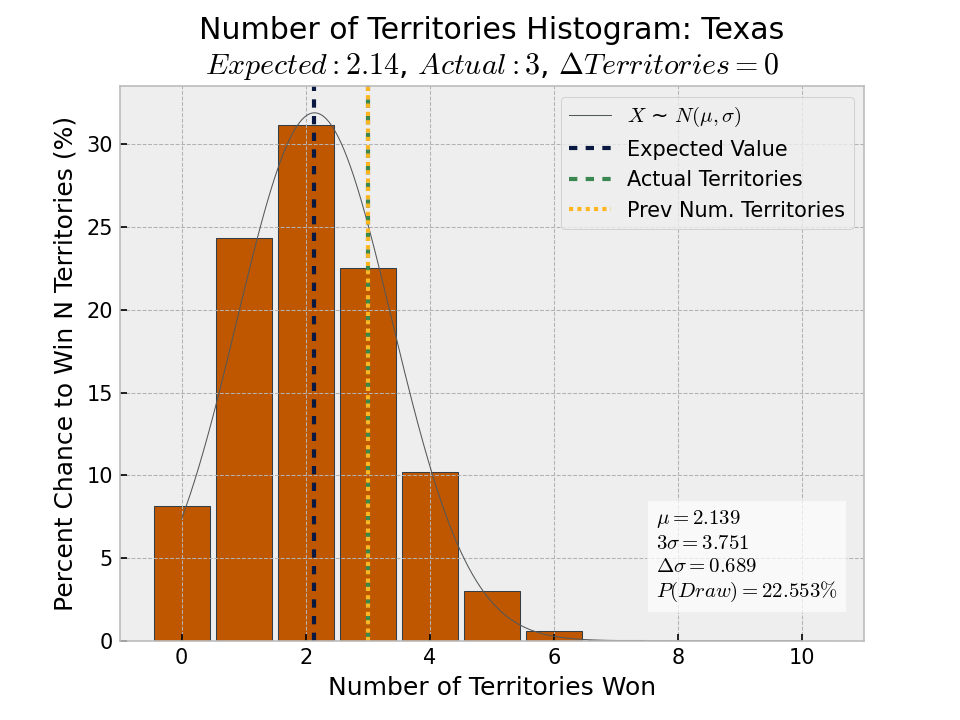 Number of Territories Histogram: Texas
Expected : 2.14, Actual : 3, ΔTerritories = 0
X ∼ N(μ, σ)
Expected Value
Actual Territories
Prev Num. Territories
Percent Chance to Win N Territories (%)
30
25
20
15
10
5
0
μ = 2.139
3σ = 3.751
Δσ = 0.689
P(Draw) = 22.553%
0 2 4 6 8 10
Number of Territories Won